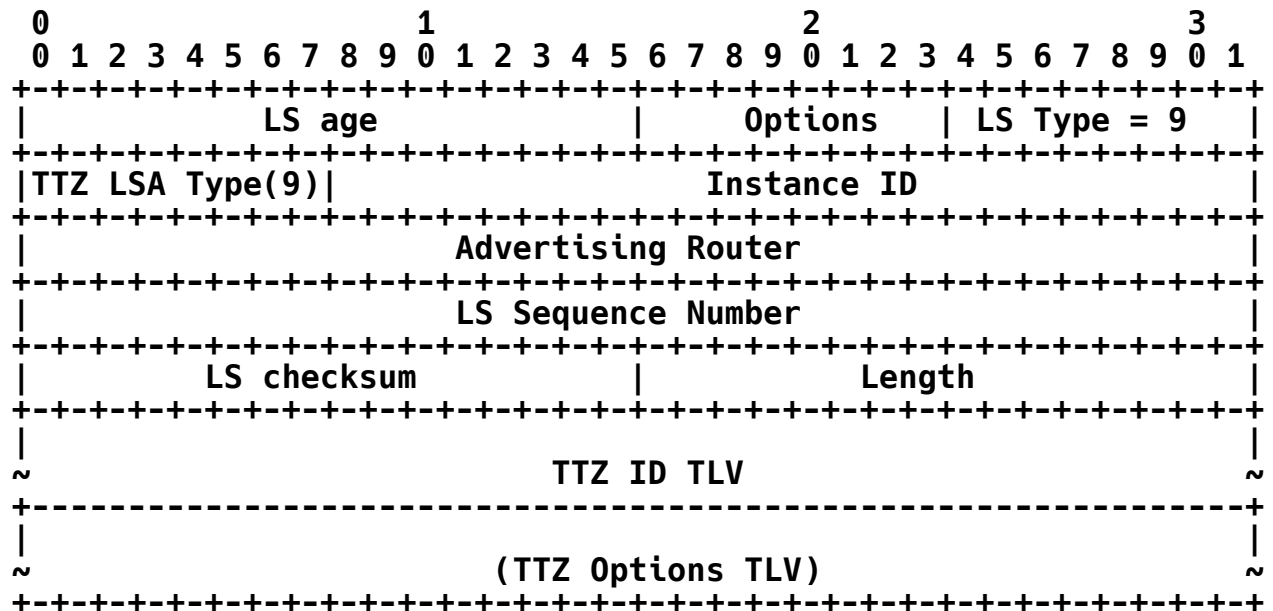 0                   1                   2                   3
 0 1 2 3 4 5 6 7 8 9 0 1 2 3 4 5 6 7 8 9 0 1 2 3 4 5 6 7 8 9 0 1
+-+-+-+-+-+-+-+-+-+-+-+-+-+-+-+-+-+-+-+-+-+-+-+-+-+-+-+-+-+-+-+-+
|            LS age             |     Options   | LS Type = 9   |
+-+-+-+-+-+-+-+-+-+-+-+-+-+-+-+-+-+-+-+-+-+-+-+-+-+-+-+-+-+-+-+-+
|TTZ LSA Type(9)|                   Instance ID                 |
+-+-+-+-+-+-+-+-+-+-+-+-+-+-+-+-+-+-+-+-+-+-+-+-+-+-+-+-+-+-+-+-+
|                      Advertising Router                       |
+-+-+-+-+-+-+-+-+-+-+-+-+-+-+-+-+-+-+-+-+-+-+-+-+-+-+-+-+-+-+-+-+
|                      LS Sequence Number                       |
+-+-+-+-+-+-+-+-+-+-+-+-+-+-+-+-+-+-+-+-+-+-+-+-+-+-+-+-+-+-+-+-+
|         LS checksum           |           Length              |
+-+-+-+-+-+-+-+-+-+-+-+-+-+-+-+-+-+-+-+-+-+-+-+-+-+-+-+-+-+-+-+-+
|                                                               |
~                           TTZ ID TLV                          ~
+---------------------------------------------------------------+
|                                                               |
~                        (TTZ Options TLV)                      ~
+-+-+-+-+-+-+-+-+-+-+-+-+-+-+-+-+-+-+-+-+-+-+-+-+-+-+-+-+-+-+-+-+